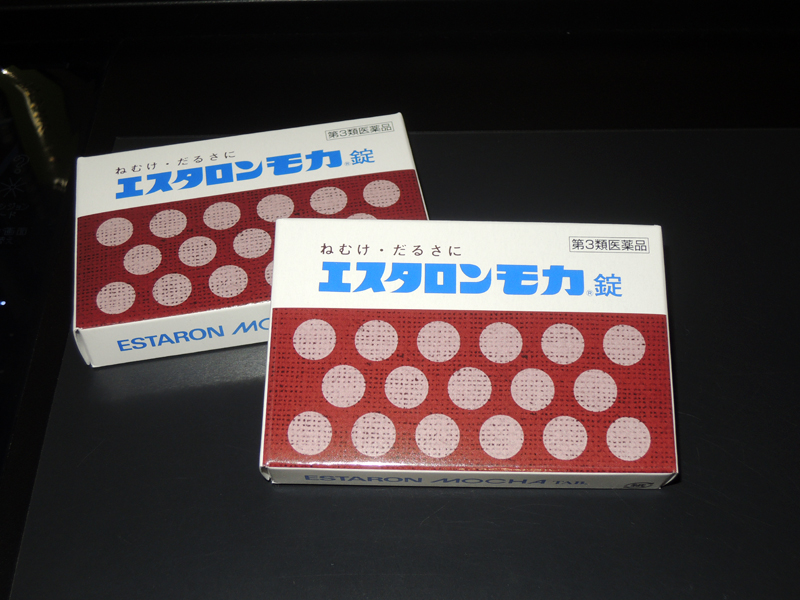 第3類医薬品
ねむけ・だるさに
エスタロンモカ®錠
ESTARON MO
第3類医薬品
ねむけ・だるさに
エスタロンモカ®錠
ESTARON MOCHA TAB.